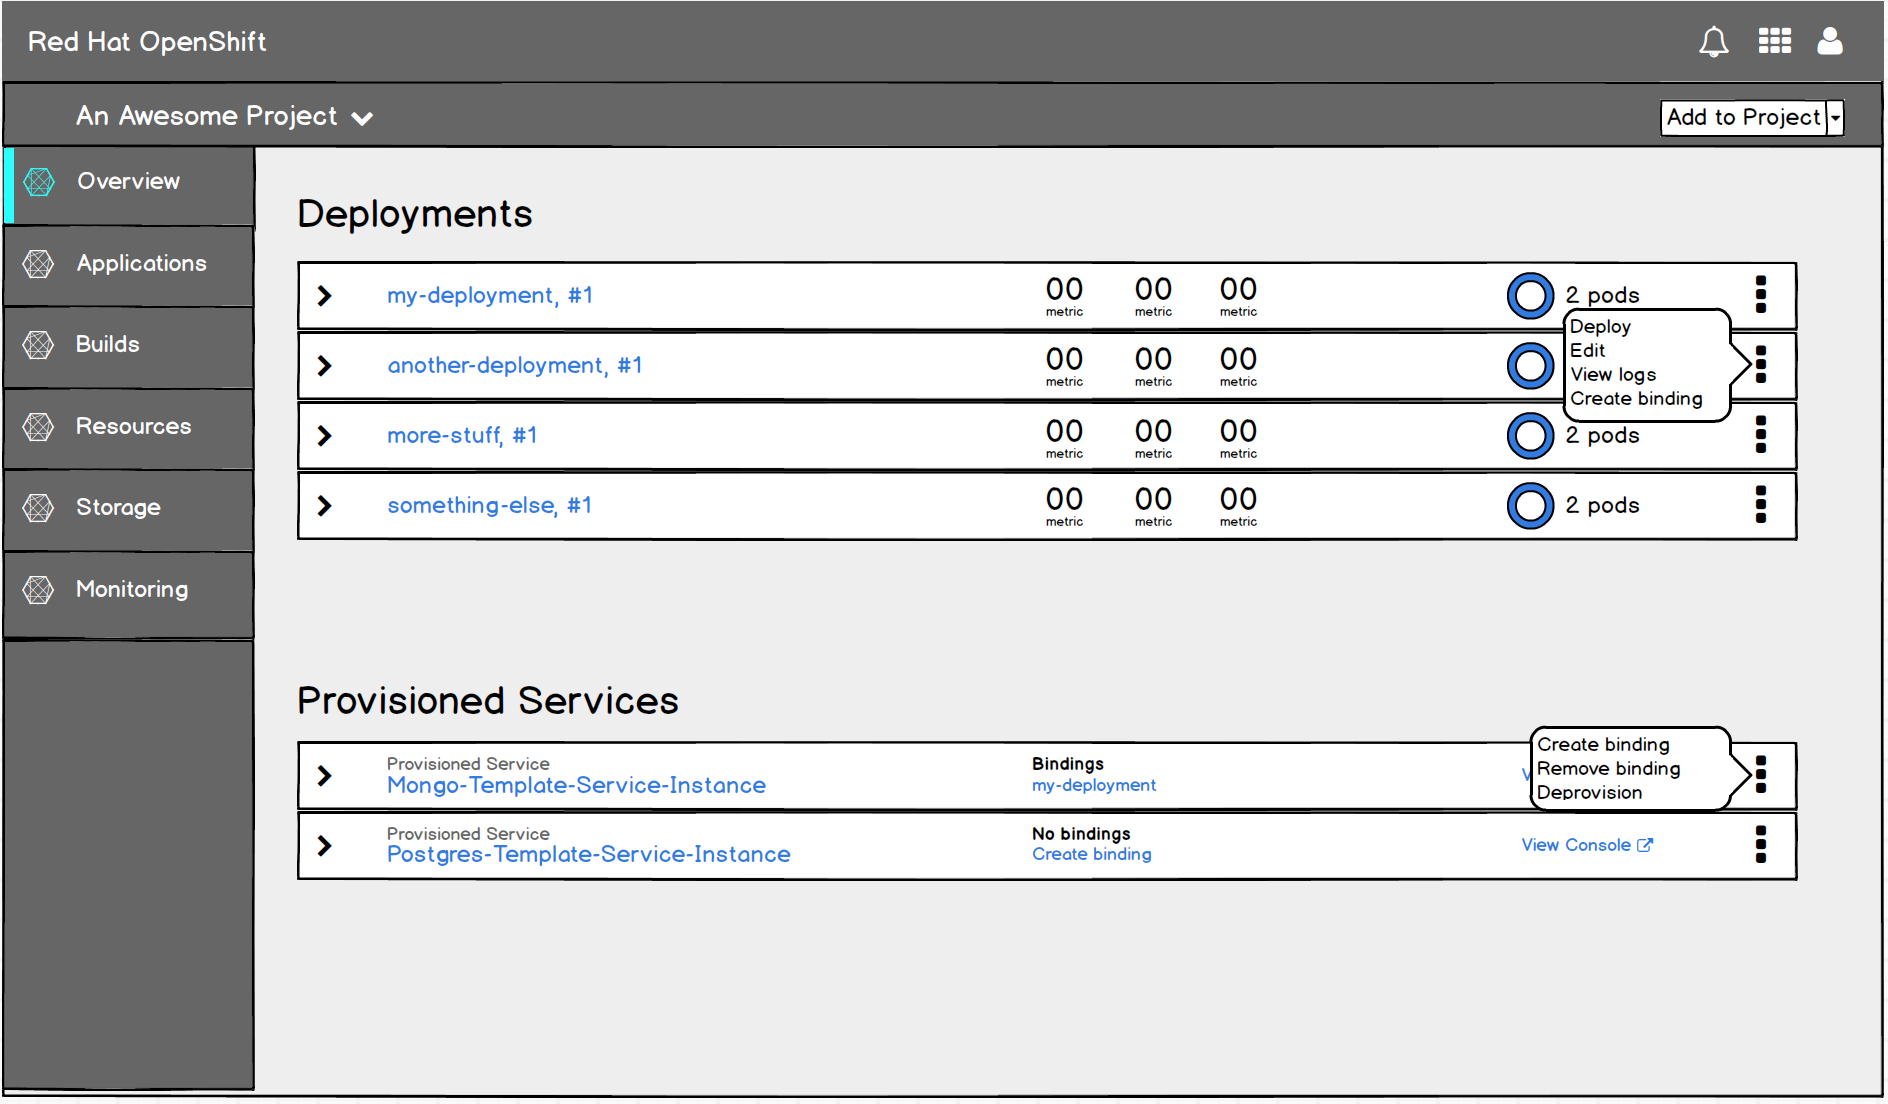 Red Hat OpenShift
An Awesome Project
Add to Project
Overview
Applications
Builds
Resources
Storage
Monitoring
Deployments
my-deployment, #1
00 00 00
metric metric metric
2 pods
another-deployment, #1
00 00 00
metric metric metric
Deploy
Edit
View logs
Create binding
more-stuff, #1
00 00 00
metric metric metric
2 pods
something-else, #1
00 00 00
metric metric metric
2 pods
Provisioned Services
Provisioned Service
Mongo-Template-Service-Instance
Bindings
my-deployment
Create binding
Remove binding
Deprovision
Provisioned Service
Postgres-Template-Service-Instance
No bindings
Create binding
View Console